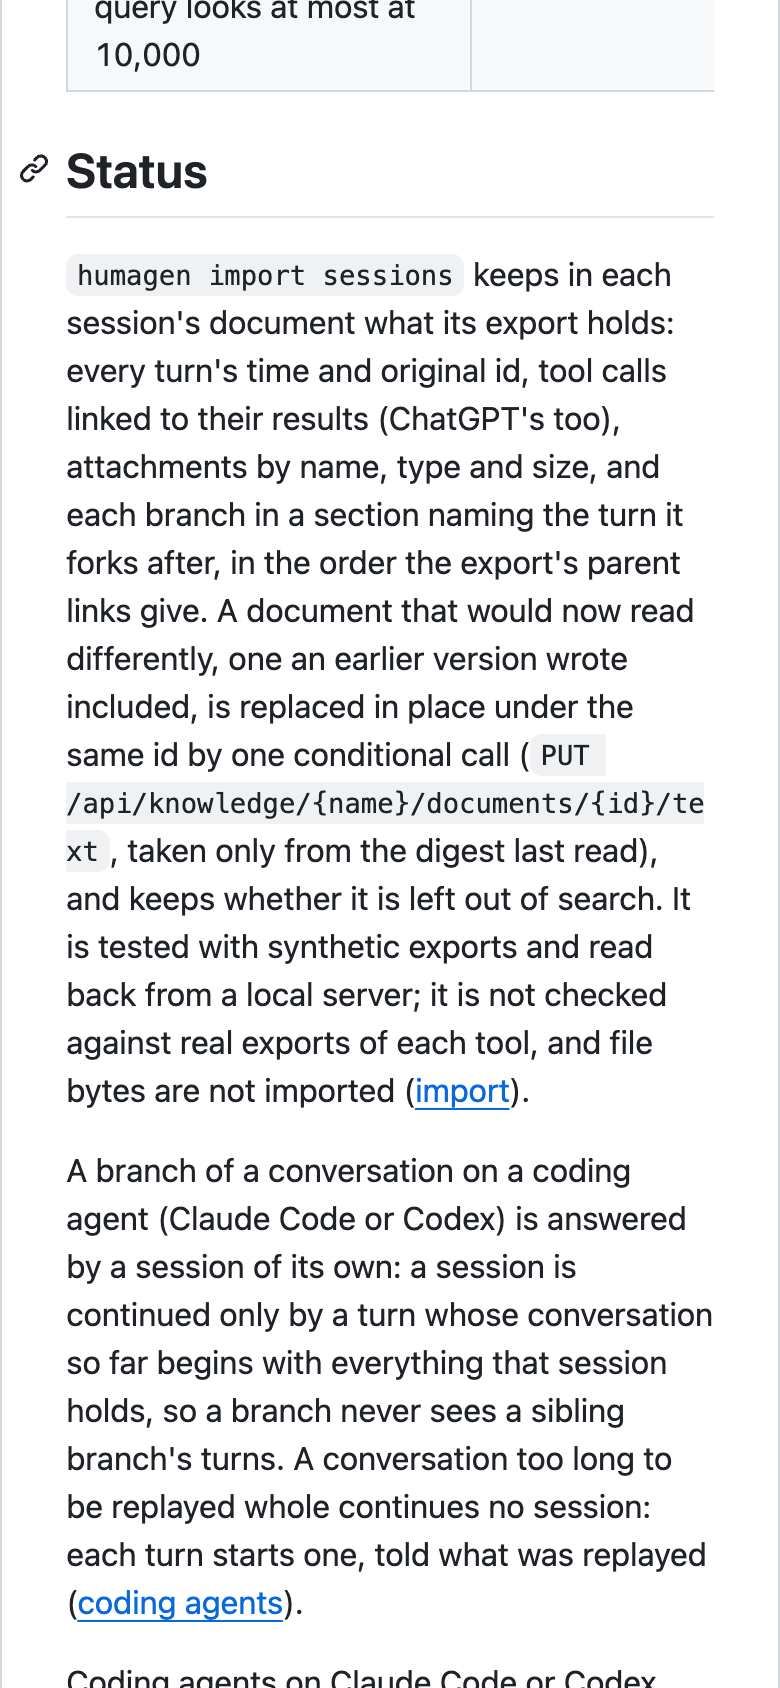 query looks at most at
10,000
Status
humagen import sessions keeps in each
session's document what its export holds:
every turn's time and original id, tool calls
linked to their results (ChatGPT's too),
attachments by name, type and size, and
each branch in a section naming the turn it
forks after, in the order the export's parent
links give. A document that would now read
differently, one an earlier version wrote
included, is replaced in place under the
same id by one conditional call ( PUT
/api/knowledge/{name}/documents/{id}/te
xt , taken only from the digest last read),
and keeps whether it is left out of search. It
is tested with synthetic exports and read
back from a local server; it is not checked
against real exports of each tool, and file
bytes are not imported (import).
A branch of a conversation on a coding
agent (Claude Code or Codex) is answered
by a session of its own: a session is
continued only by a turn whose conversation
so far begins with everything that session
holds, so a branch never sees a sibling
branch's turns. A conversation too long to
be replayed whole continues no session:
each turn starts one, told what was replayed
(coding agents).
Coding agents on Claude Code or Codex